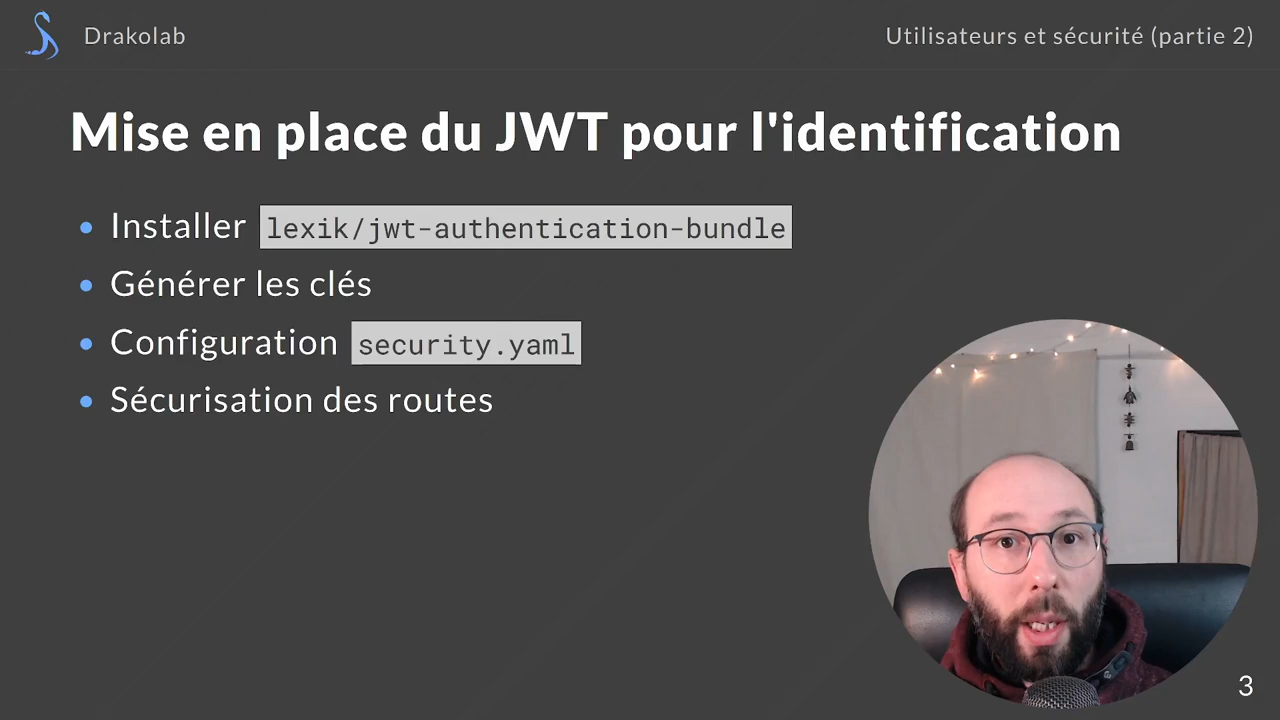 Drakolab
Utilisateurs et sécurité (partie 2)
Mise en place du JWT pour l'identification
Installer lexik/jwt-authentication-bundle
Générer les clés
Configuration security.yaml
Sécurisation des routes
3